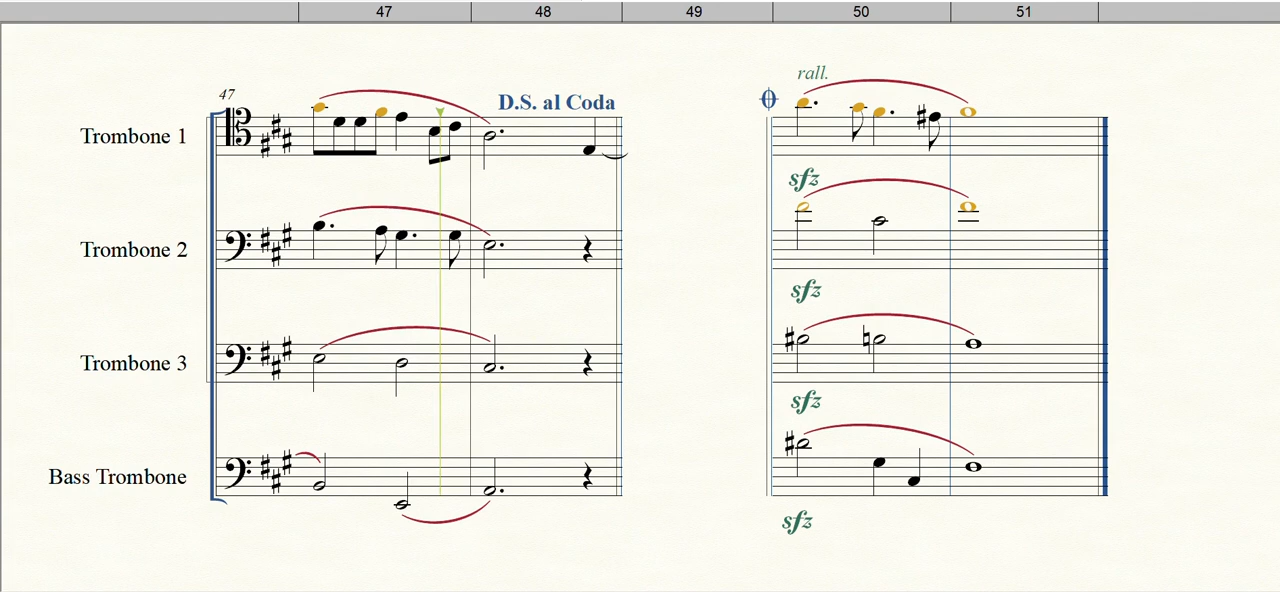 47 48 49 50 51
rall.
47
D.S. al Coda
Trombone 1
sfz
Trombone 2
sfz
Trombone 3
sfz
Bass Trombone
sfz